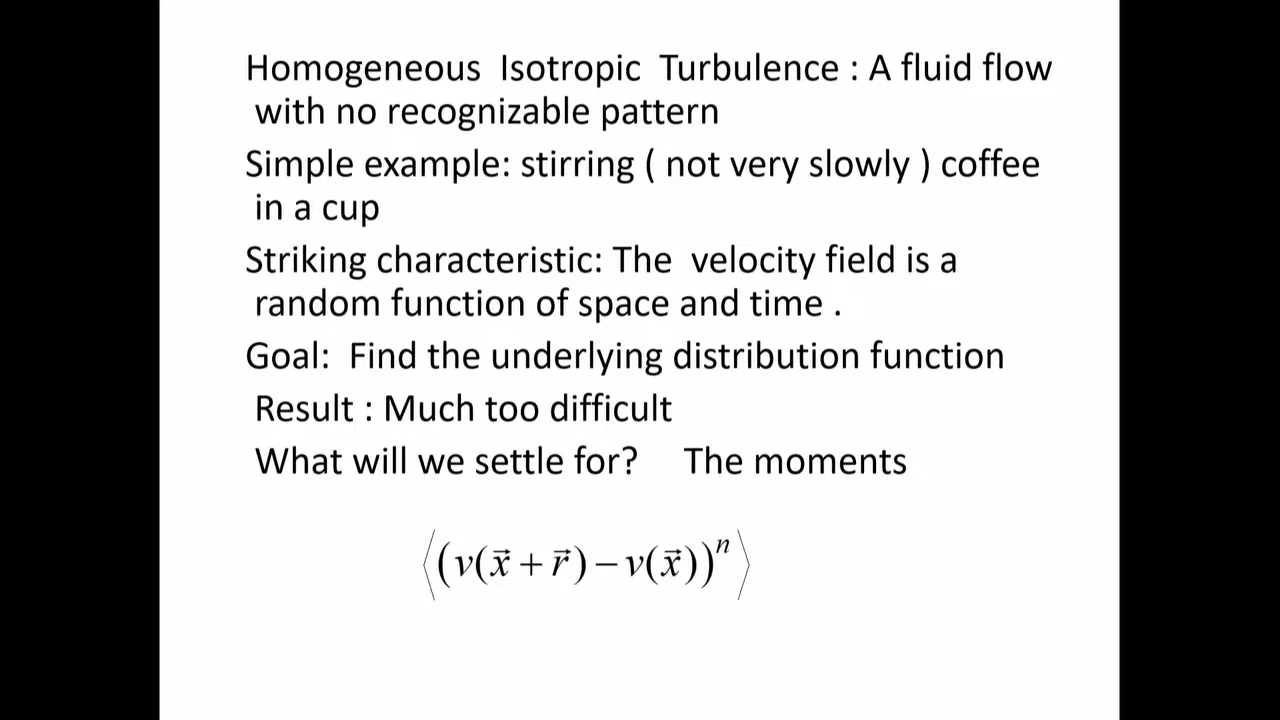 Homogeneous Isotropic Turbulence : A fluid flow
with no recognizable pattern
Simple example: stirring ( not very slowly ) coffee
in a cup
Striking characteristic: The velocity field is a
random function of space and time .
Goal: Find the underlying distribution function
Result : Much too difficult
What will we settle for? The moments
⟨(v(x⃗ + r⃗) − v(x⃗))ⁿ⟩